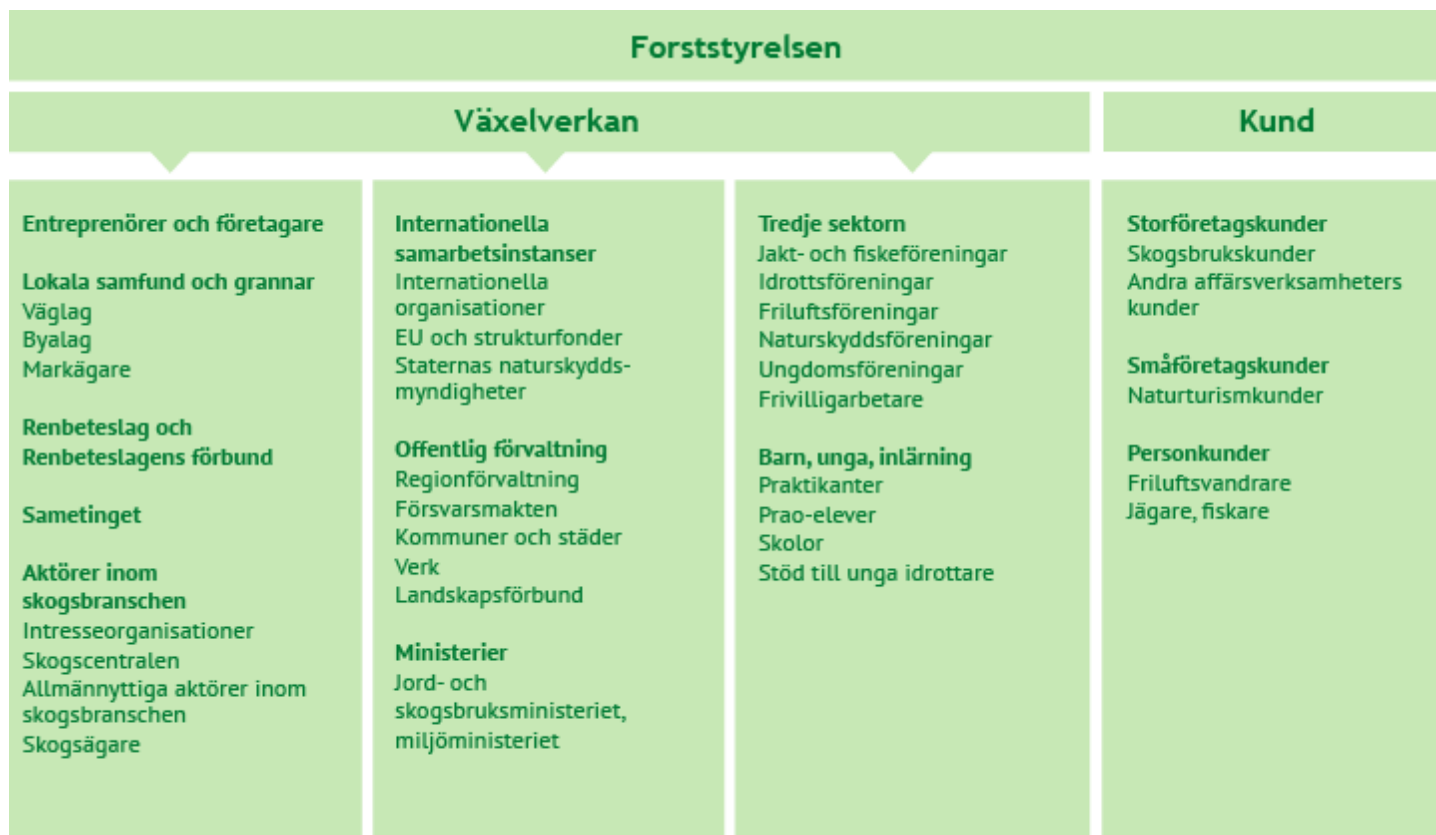 Forststyrelsen
Växelverkan
Kund
Entreprenörer och företagare
Lokala samfund och grannar
Väglag
Byalag
Markägare
Renbeteslag och
Renbeteslagens förbund
Sametinget
Aktörer inom
skogsbranschen
Intresseorganisationer
Skogscentralen
Allmännyttiga aktörer inom
skogsbranschen
Skogsägare
Internationella
samarbetsinstanser
Internationella
organisationer
EU och strukturfonder
Staternas naturskydds-
myndigheter
Offentlig förvaltning
Regionförvaltning
Försvarsmakten
Kommuner och städer
Verk
Landskapsförbund
Ministerier
Jord- och
skogsbruksministeriet,
miljöministeriet
Tredje sektorn
Jakt- och fiskeföreningar
Idrottsföreningar
Friluftsföreningar
Naturskyddsföreningar
Ungdomsföreningar
Frivilligarbetare
Barn, unga, inlärning
Praktikanter
Prao-elever
Skolor
Stöd till unga idrottare
Storföretagskunder
Skogsbrukskunder
Andra affärsverksamheters
kunder
Småföretagskunder
Naturturismkunder
Personkunder
Friluftsvandrare
Jägare, fiskare